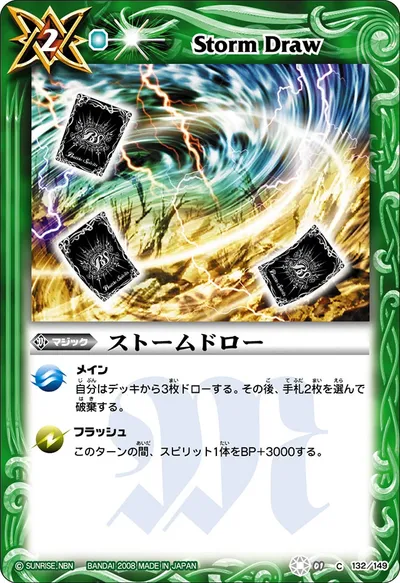 2
Storm Draw
BS
BS
BS
マジック ストームドロー
メイン
自分はデッキから3枚ドローする。その後、手札2枚を選んで
破棄する。
フラッシュ
このターンの間、スピリット1体をBP+3000する。
© SUNRISE.NBN BANDAI 2008 MADE IN JAPAN 01 C 132/149